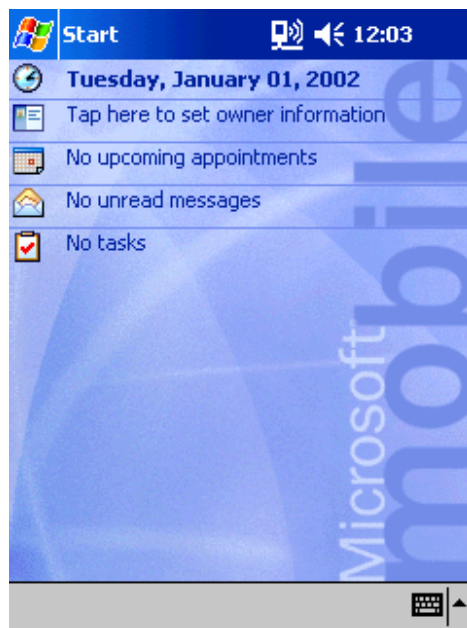 Start 12:03
Tuesday, January 01, 2002
Tap here to set owner information
No upcoming appointments
No unread messages
No tasks
Microsoft
mobile